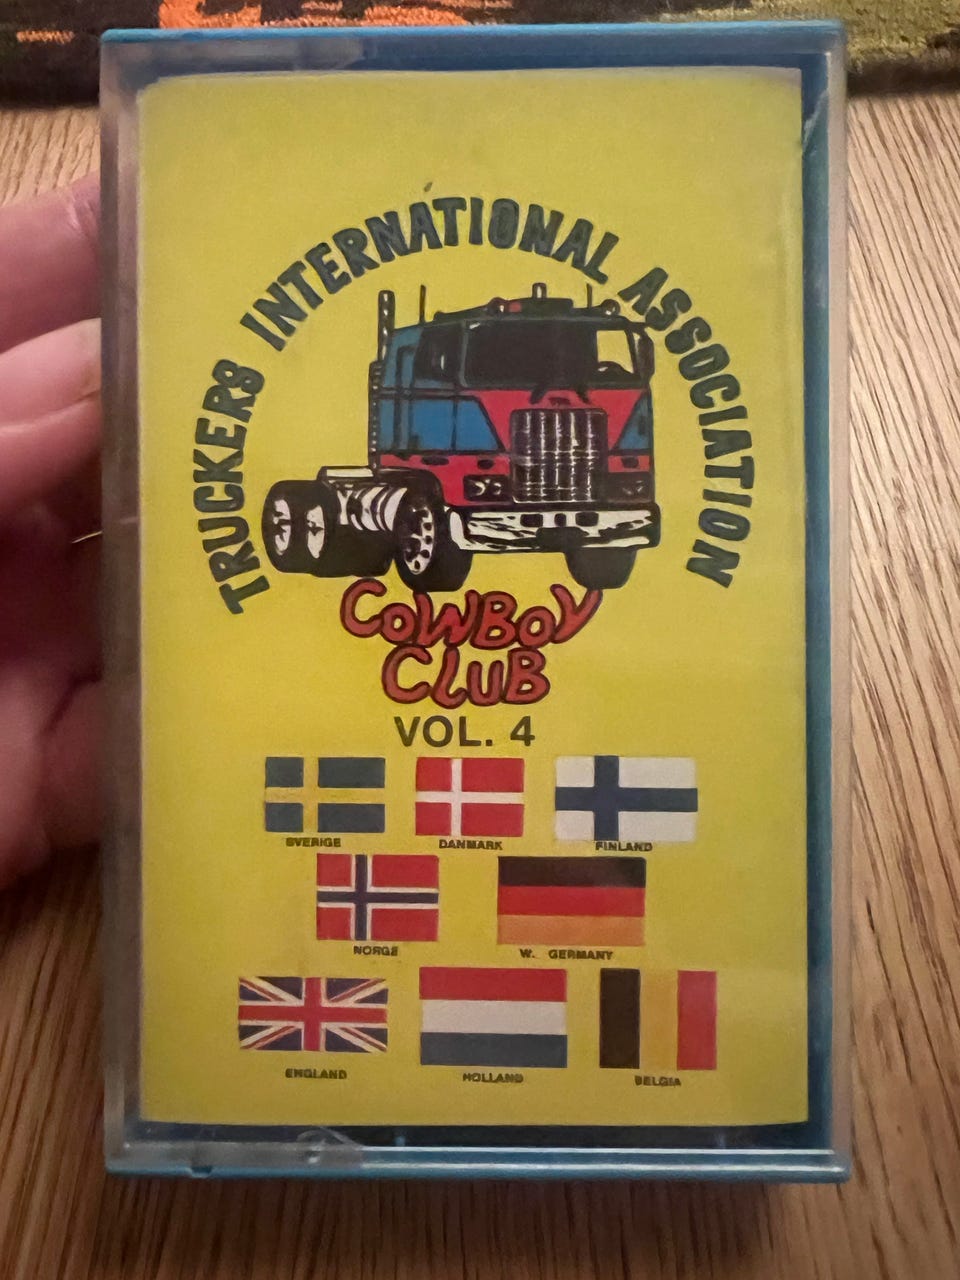 TRUCKERS INTERNATIONAL ASSOCIATION
COWBOY
CLUB
VOL. 4
SVERIGE DANMARK FINLAND
NORGE W. GERMANY
ENGLAND HOLLAND BELGIA